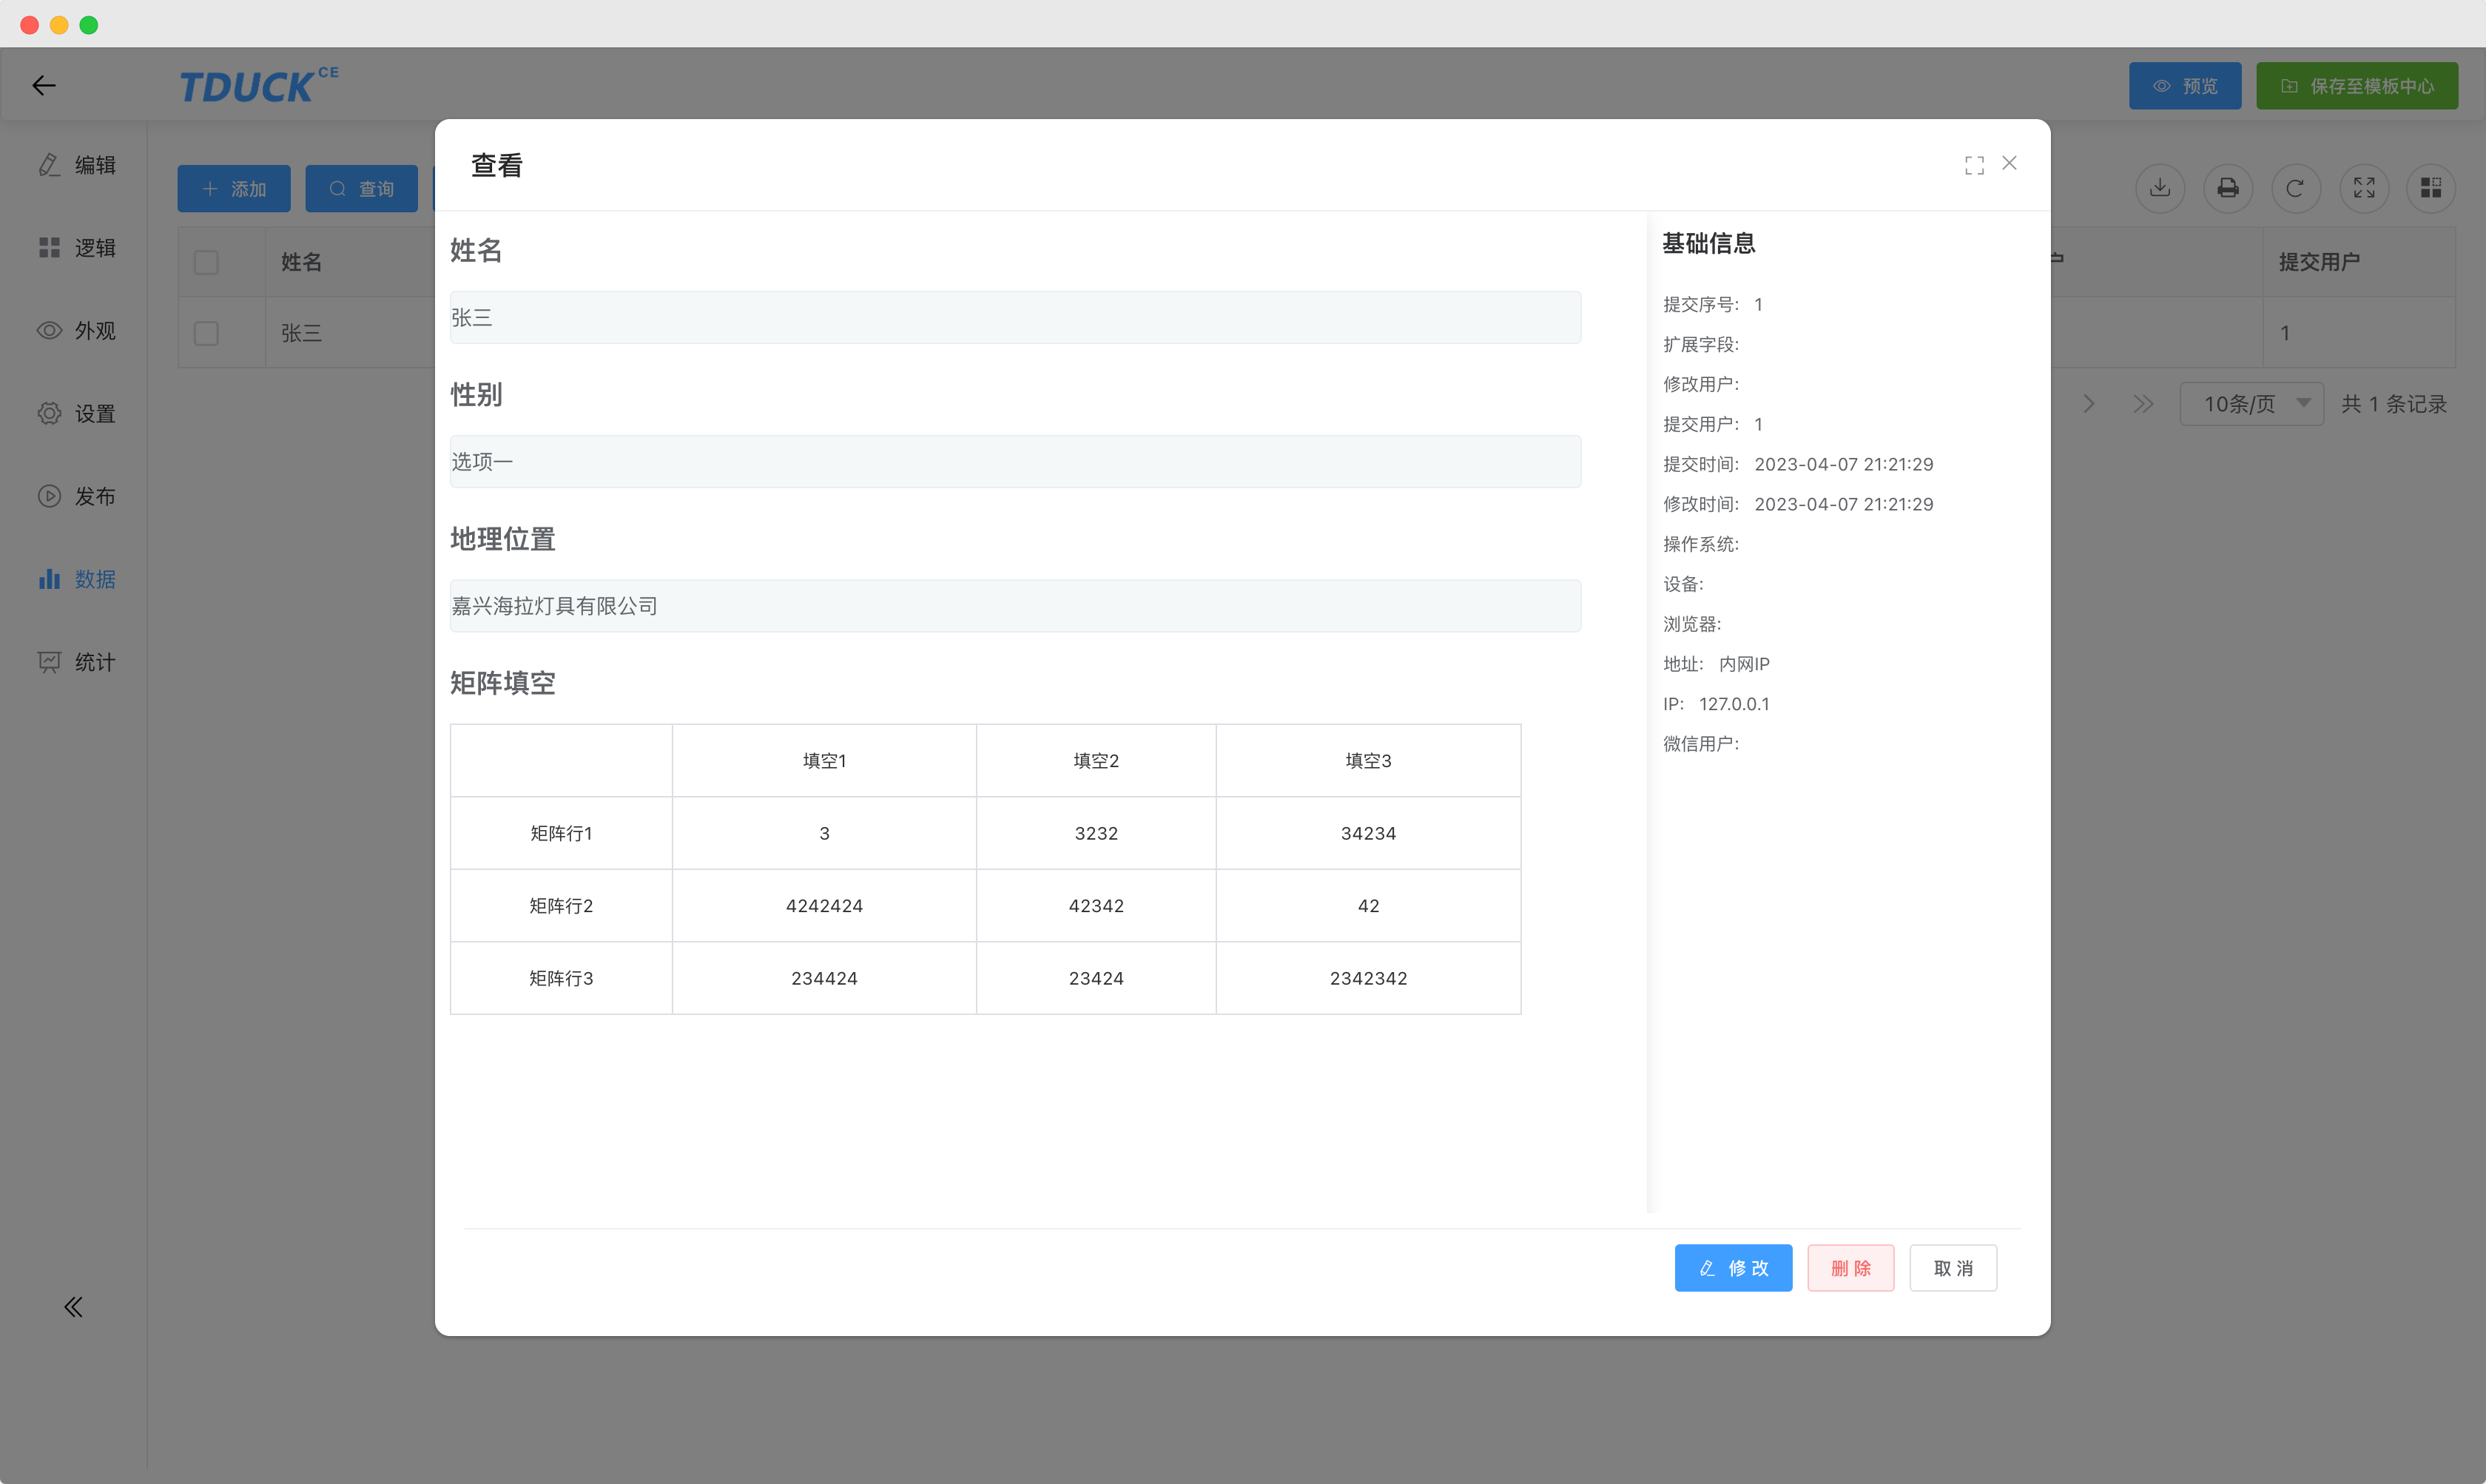 TDUCK CE
预览
保存至模板中心
编辑
逻辑
外观
设置
发布
数据
统计
添加
查询
姓名
提交用户
张三
1
10条/页
共 1 条记录
查看
姓名
张三
性别
选项一
地理位置
嘉兴海拉灯具有限公司
矩阵填空
填空1 填空2 填空3
矩阵行1 3 3232 34234
矩阵行2 4242424 42342 42
矩阵行3 234424 23424 2342342
基础信息
提交序号: 1
扩展字段:
修改用户:
提交用户: 1
提交时间: 2023-04-07 21:21:29
修改时间: 2023-04-07 21:21:29
操作系统:
设备:
浏览器:
地址: 内网IP
IP: 127.0.0.1
微信用户:
修 改
删 除
取 消